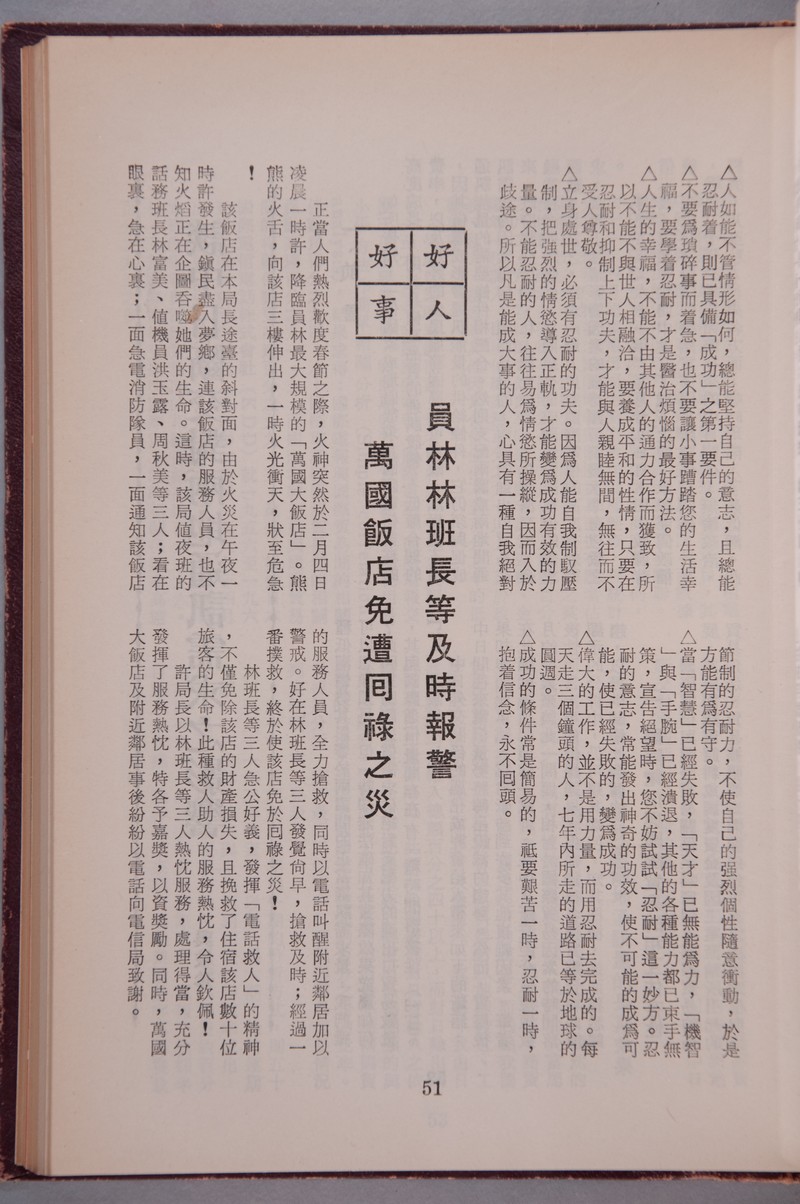 △人如能不管情形如何，總能堅持自己的意志，且總能
忍耐着，則已具備「成功」之第一要件。
△不要爲瑣碎事而着急，也不要讓小事蹧踏您的生活幸
福，要學着忍耐，才是醫治煩惱的最好方法。
△人生的幸福，不能不由其他人的通力合作而獲致，所
以不能不與世人相融洽，要養成平和的性情，只要在
忍耐和抑制上下功夫，才能與人親睦無間，無往而不
受人尊敬。
△立身處世，必須有忍耐的功夫。因爲人能自我制馭壓
制，把强烈的情慾導入正軌，才能變爲成功有效的力
量。不能忍耐的人，往往易爲情慾所操縱，因而入於
歧途。所以凡是能成大事的人，心具有一種自我絕對
節制的忍耐力，不使自己的强烈個性隨意衝動，於是
方能有爲有守。
△當「智慧」已經失敗，「天才」已無能爲力，「機智
」與「手腕」已經潰退，其他的各種能力都已束手無
策，宣告絕望時，您不妨試試「忍耐」這一妙方。忍
耐的意志，常能發出神奇的功效，使不可能的成爲可
能，使已經失敗的，變爲成功。
△偉大的工作，並不是用力量，而用忍耐去完成的。每
天走三個鐘頭的人，七年內所走的道路已等於地球的
圓週。
△成功的條件常是簡易的，祇要艱苦一時，忍耐一時，
抱着信念，永不囘頭。
好人
好事
員林林班長等及時報警
萬國飯店免遭囘祿之災
正當人們熱烈歡度春節之際，火神突然於二月四日
凌晨一時許，降臨員林最大規模的「萬國大飯店」。熊
熊的火舌，向該店三樓伸出，一時火光衝天，狀至危急
！
該飯店在本局長途臺的斜對面，由於火災在午夜一
時許發生，鎭民盡入夢鄉，連該飯店的服務人員，也不
知火焰正在企圖吞噬她們的生命。這時，該局值夜班的
話務班長林富美、値機員洪玉露、周秋美等三人；看在
眼裏，急在心裏；一面急電消防隊員，一面通知該飯店
的服務人員，全力搶救，同時以電話叫醒附近鄰居加以
警戒。好在林班長等三人發覺尙早，搶救及時；經過一
番撲救，終於使該店免於囘祿之災！
林班長等三人急公好義，發揮「電話救人」的精神
，不僅免除該店的財產損失，且挽救了住宿該店數十位
旅客的生命！此種救人助人的服務熱忱，令人欽佩！
許局長以林班長等三人熱忱服務，處理得當，充分
發揮了服務熱忱，特各予嘉獎，以資獎勵。同時，萬國
大飯店及附近鄰居事後紛紛以電話向電信局致謝。
51